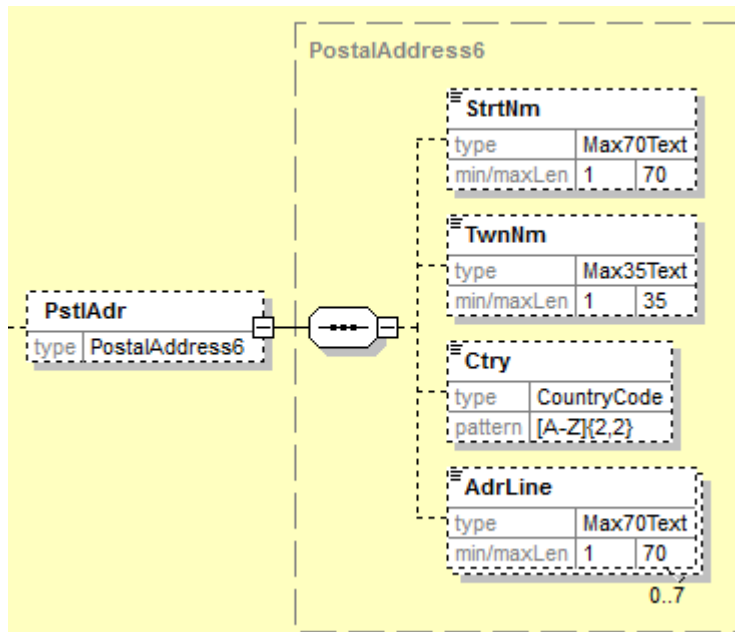 PostalAddress6
StrtNm
type Max70Text
min/maxLen 1 70
TwnNm
type Max35Text
min/maxLen 1 35
PstlAdr
type PostalAddress6
Ctry
type CountryCode
pattern [A-Z]{2,2}
AdrLine
type Max70Text
min/maxLen 1 70
0..7